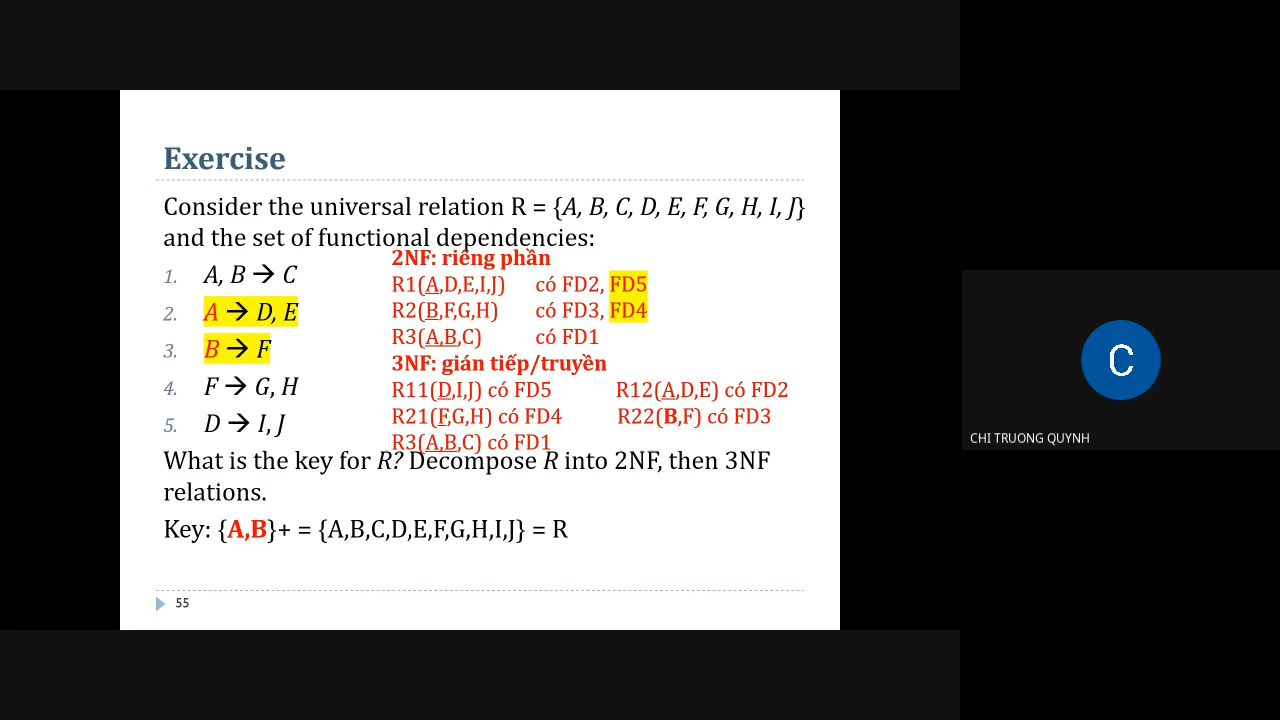 Exercise
Consider the universal relation R = {A, B, C, D, E, F, G, H, I, J}
and the set of functional dependencies:
1. A, B → C
2. A → D, E
3. B → F
4. F → G, H
5. D → I, J
2NF: riêng phần
R1(A,D,E,I,J) có FD2, FD5
R2(B,F,G,H) có FD3, FD4
R3(A,B,C) có FD1
3NF: gián tiếp/truyền
R11(D,I,J) có FD5 R12(A,D,E) có FD2
R21(F,G,H) có FD4 R22(B,F) có FD3
R3(A,B,C) có FD1
What is the key for R? Decompose R into 2NF, then 3NF
relations.
Key: {A,B}+ = {A,B,C,D,E,F,G,H,I,J} = R
55
C
CHI TRUONG QUYNH